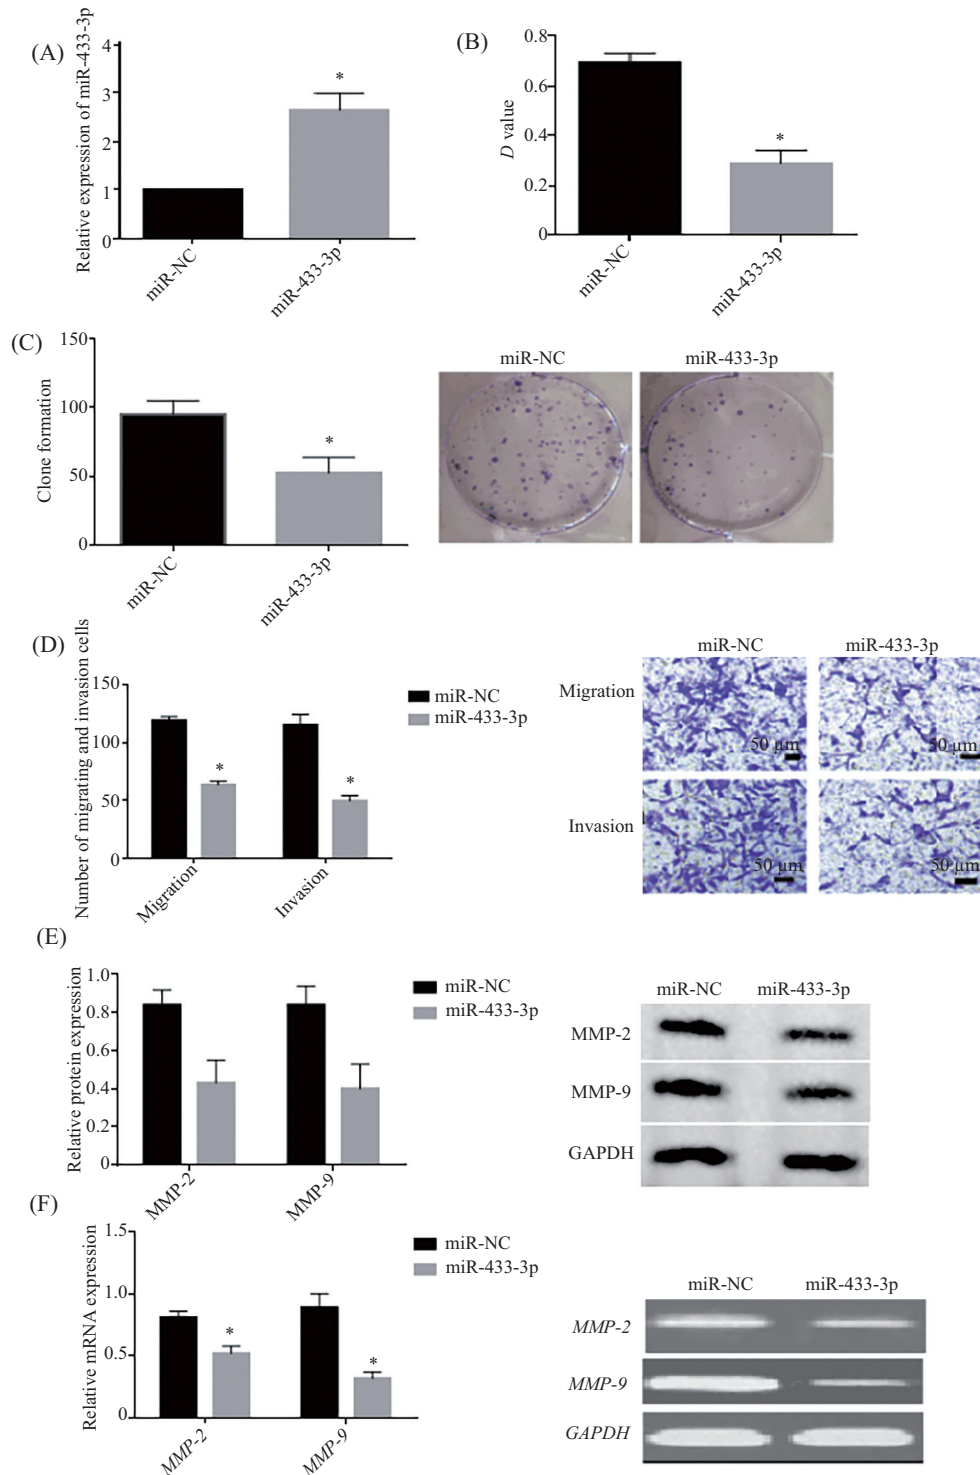 (A)
Relative expression of miR-433-3p
4
3
2
1
0
*
miR-NC
miR-433-3p
(B)
D value
0.8
0.6
0.4
0.2
0
*
miR-NC
miR-433-3p
(C)
Clone formation
150
100
50
0
*
miR-NC
miR-433-3p
miR-NC
miR-433-3p
(D)
Number of migrating and invasion cells
150
100
50
0
*
*
Migration
Invasion
miR-NC
miR-433-3p
miR-NC
miR-433-3p
Migration
50 µm
50 µm
Invasion
50 µm
50 µm
(E)
Relative protein expression
1.0
0.8
0.6
0.4
0.2
0
MMP-2
MMP-9
miR-NC
miR-433-3p
miR-NC
miR-433-3p
MMP-2
MMP-9
GAPDH
(F)
Relative mRNA expression
1.5
1.0
0.5
0
*
*
MMP-2
MMP-9
miR-NC
miR-433-3p
miR-NC
miR-433-3p
MMP-2
MMP-9
GAPDH